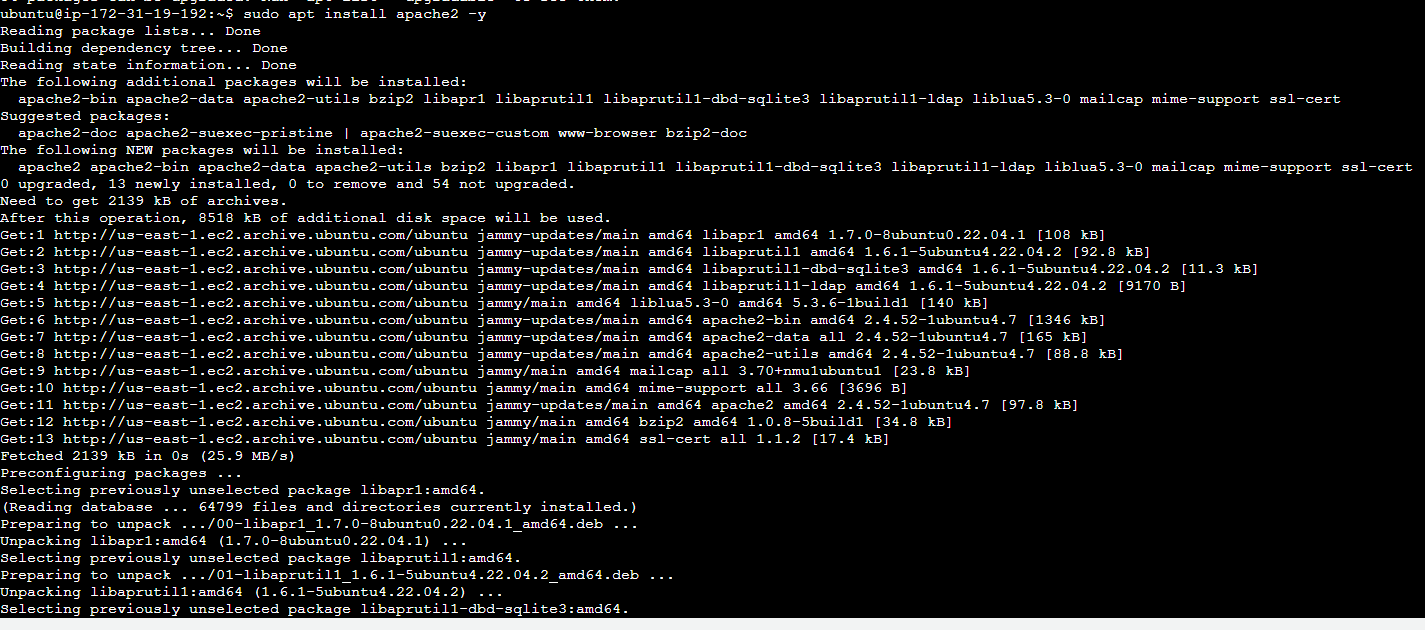 ubuntu@ip-172-31-19-192:~$ sudo apt install apache2 -y
Reading package lists... Done
Building dependency tree... Done
Reading state information... Done
The following additional packages will be installed:
  apache2-bin apache2-data apache2-utils bzip2 libapr1 libaprutil1 libaprutil1-dbd-sqlite3 libaprutil1-ldap liblua5.3-0 mailcap mime-support ssl-cert
Suggested packages:
  apache2-doc apache2-suexec-pristine | apache2-suexec-custom www-browser bzip2-doc
The following NEW packages will be installed:
  apache2 apache2-bin apache2-data apache2-utils bzip2 libapr1 libaprutil1 libaprutil1-dbd-sqlite3 libaprutil1-ldap liblua5.3-0 mailcap mime-support ssl-cert
0 upgraded, 13 newly installed, 0 to remove and 54 not upgraded.
Need to get 2139 kB of archives.
After this operation, 8518 kB of additional disk space will be used.
Get:1 http://us-east-1.ec2.archive.ubuntu.com/ubuntu jammy-updates/main amd64 libapr1 amd64 1.7.0-8ubuntu0.22.04.1 [108 kB]
Get:2 http://us-east-1.ec2.archive.ubuntu.com/ubuntu jammy-updates/main amd64 libaprutil1 amd64 1.6.1-5ubuntu4.22.04.2 [92.8 kB]
Get:3 http://us-east-1.ec2.archive.ubuntu.com/ubuntu jammy-updates/main amd64 libaprutil1-dbd-sqlite3 amd64 1.6.1-5ubuntu4.22.04.2 [11.3 kB]
Get:4 http://us-east-1.ec2.archive.ubuntu.com/ubuntu jammy-updates/main amd64 libaprutil1-ldap amd64 1.6.1-5ubuntu4.22.04.2 [9170 B]
Get:5 http://us-east-1.ec2.archive.ubuntu.com/ubuntu jammy/main amd64 liblua5.3-0 amd64 5.3.6-1build1 [140 kB]
Get:6 http://us-east-1.ec2.archive.ubuntu.com/ubuntu jammy-updates/main amd64 apache2-bin amd64 2.4.52-1ubuntu4.7 [1346 kB]
Get:7 http://us-east-1.ec2.archive.ubuntu.com/ubuntu jammy-updates/main amd64 apache2-data all 2.4.52-1ubuntu4.7 [165 kB]
Get:8 http://us-east-1.ec2.archive.ubuntu.com/ubuntu jammy-updates/main amd64 apache2-utils amd64 2.4.52-1ubuntu4.7 [88.8 kB]
Get:9 http://us-east-1.ec2.archive.ubuntu.com/ubuntu jammy/main amd64 mailcap all 3.70+nmu1ubuntu1 [23.8 kB]
Get:10 http://us-east-1.ec2.archive.ubuntu.com/ubuntu jammy/main amd64 mime-support all 3.66 [3696 B]
Get:11 http://us-east-1.ec2.archive.ubuntu.com/ubuntu jammy-updates/main amd64 apache2 amd64 2.4.52-1ubuntu4.7 [97.8 kB]
Get:12 http://us-east-1.ec2.archive.ubuntu.com/ubuntu jammy/main amd64 bzip2 amd64 1.0.8-5build1 [34.8 kB]
Get:13 http://us-east-1.ec2.archive.ubuntu.com/ubuntu jammy/main amd64 ssl-cert all 1.1.2 [17.4 kB]
Fetched 2139 kB in 0s (25.9 MB/s)
Preconfiguring packages ...
Selecting previously unselected package libapr1:amd64.
(Reading database ... 64799 files and directories currently installed.)
Preparing to unpack .../00-libapr1_1.7.0-8ubuntu0.22.04.1_amd64.deb ...
Unpacking libapr1:amd64 (1.7.0-8ubuntu0.22.04.1) ...
Selecting previously unselected package libaprutil1:amd64.
Preparing to unpack .../01-libaprutil1_1.6.1-5ubuntu4.22.04.2_amd64.deb ...
Unpacking libaprutil1:amd64 (1.6.1-5ubuntu4.22.04.2) ...
Selecting previously unselected package libaprutil1-dbd-sqlite3:amd64.